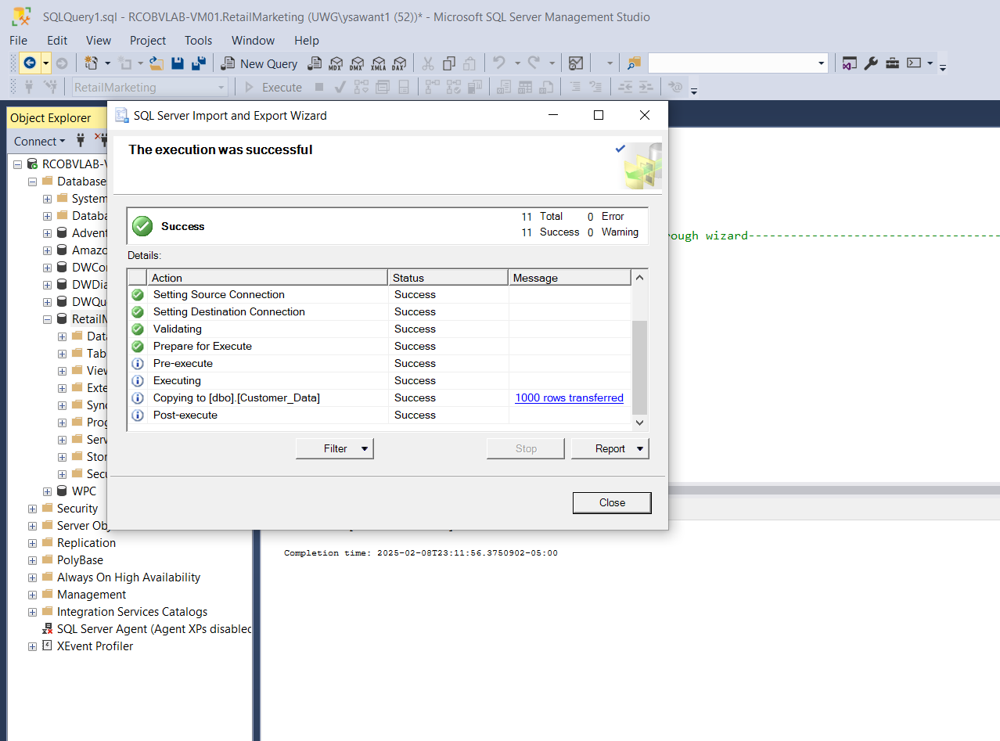 SQLQuery1.sql - RCOBVLAB-VM01.RetailMarketing (UWG\ysawant1 (52))* - Microsoft SQL Server Management Studio
File Edit View Project Tools Window Help
New Query MDX DMX XMLA DAX
RetailMarketing Execute
Object Explorer
Connect
SQL Server Import and Export Wizard
The execution was successful
Success
11 Total 0 Error
11 Success 0 Warning
Details:
Action Status Message
Setting Source Connection Success
Setting Destination Connection Success
Validating Success
Prepare for Execute Success
Pre-execute Success
Executing Success
Copying to [dbo].[Customer_Data] Success 1000 rows transferred
Post-execute Success
Filter Stop Report
Close
RCOBVLAB-V
Database
System
Databa
Advent
Amazo
DWCo
DWDia
DWQu
RetailM
Dat
Tab
View
Exte
Syno
Prog
Serv
Stor
Secu
WPC
Security
Server Obj
Replication
PolyBase
Always On High Availability
Management
Integration Services Catalogs
SQL Server Agent (Agent XPs disabled
XEvent Profiler
ough wizard------------------------------------
Completion time: 2025-02-08T23:11:56.3750902-05:00